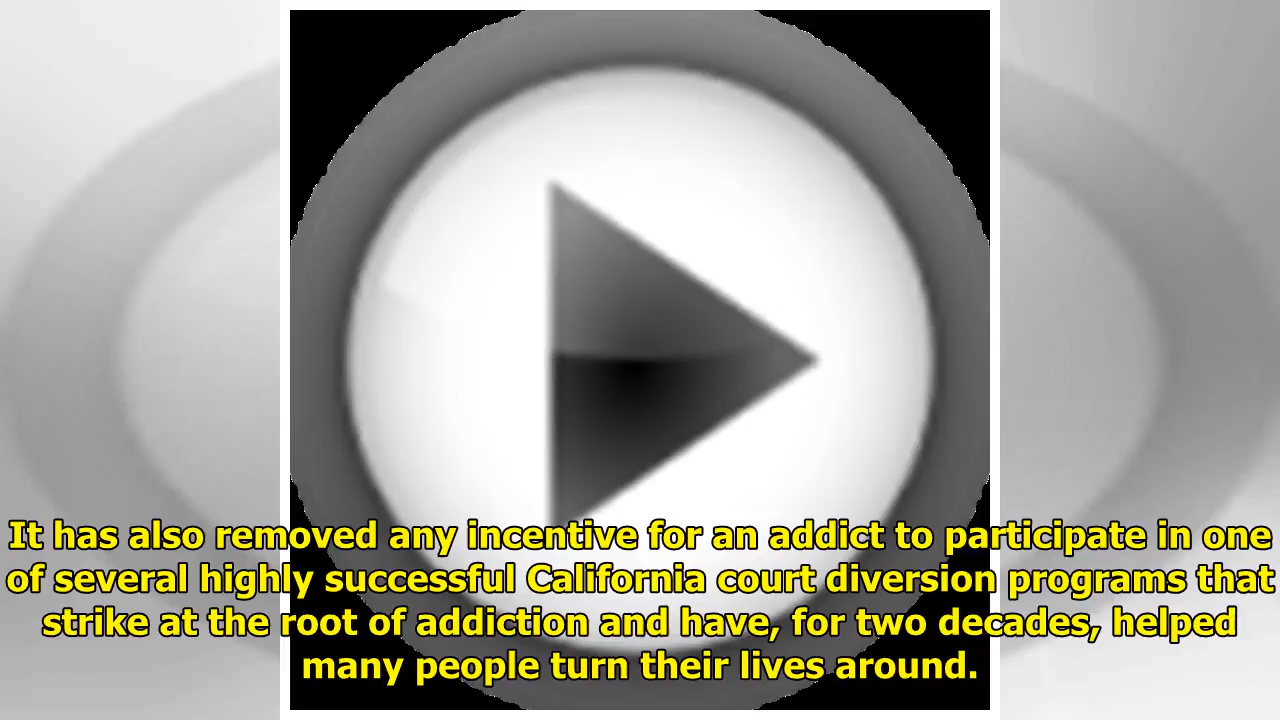 It has also removed any incentive for an addict to participate in one
of several highly successful California court diversion programs that
strike at the root of addiction and have, for two decades, helped
many people turn their lives around.